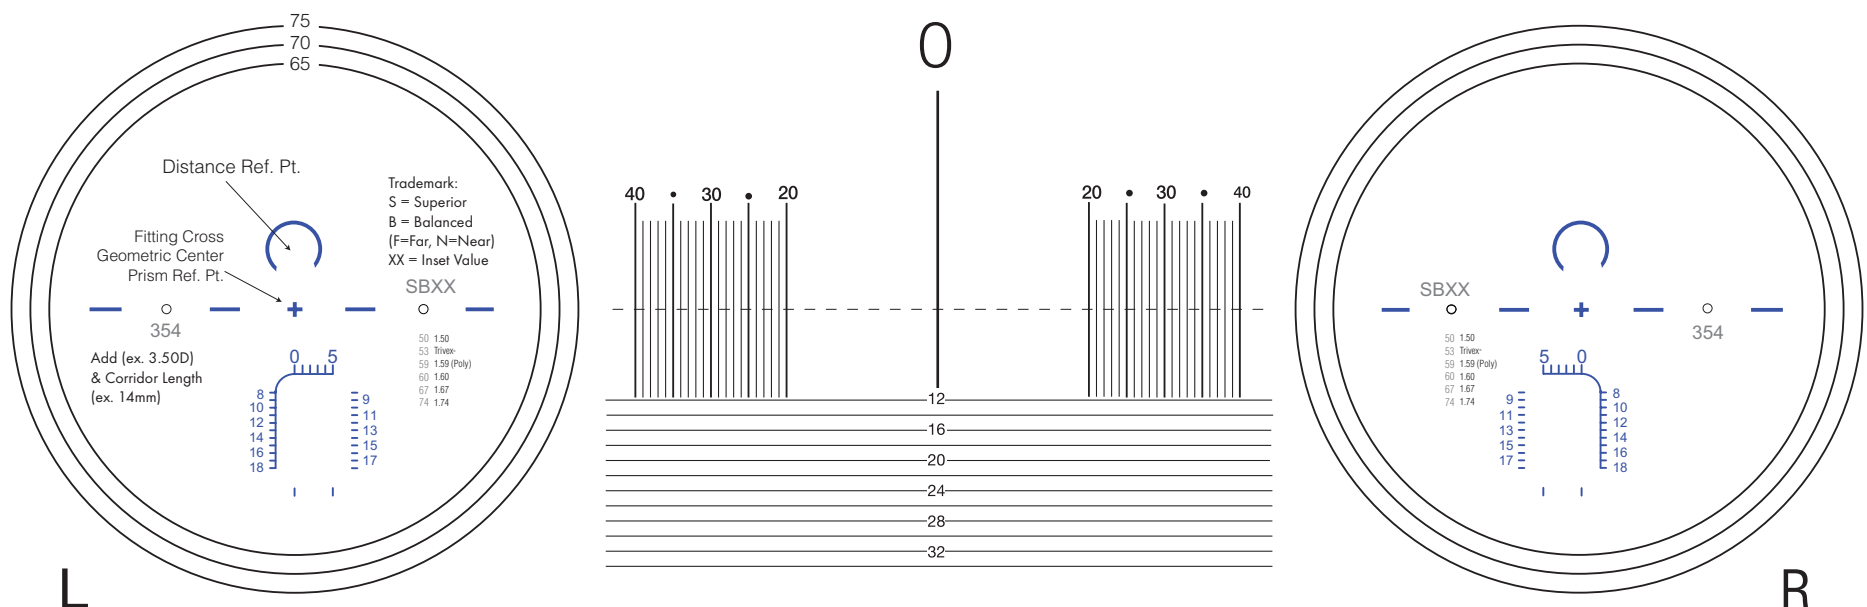 75
70
65
Distance Ref. Pt.
Fitting Cross
Geometric Center
Prism Ref. Pt.
Trademark:
S = Superior
B = Balanced
(F=Far, N=Near)
XX = Inset Value
SBXX
354
Add (ex. 3.50D)
& Corridor Length
(ex. 14mm)
50 1.50
53 Trivex
59 1.59 (Poly)
60 1.60
67 1.67
74 1.74
0 5
8
10
12
14
16
18
9
11
13
15
17
L
0
40 • 30 • 20
20 • 30 • 40
12
16
20
24
28
32
SBXX
354
50 1.50
53 Trivex
59 1.59 (Poly)
60 1.60
67 1.67
74 1.74
5 0
9
11
13
15
17
8
10
12
14
16
18
R